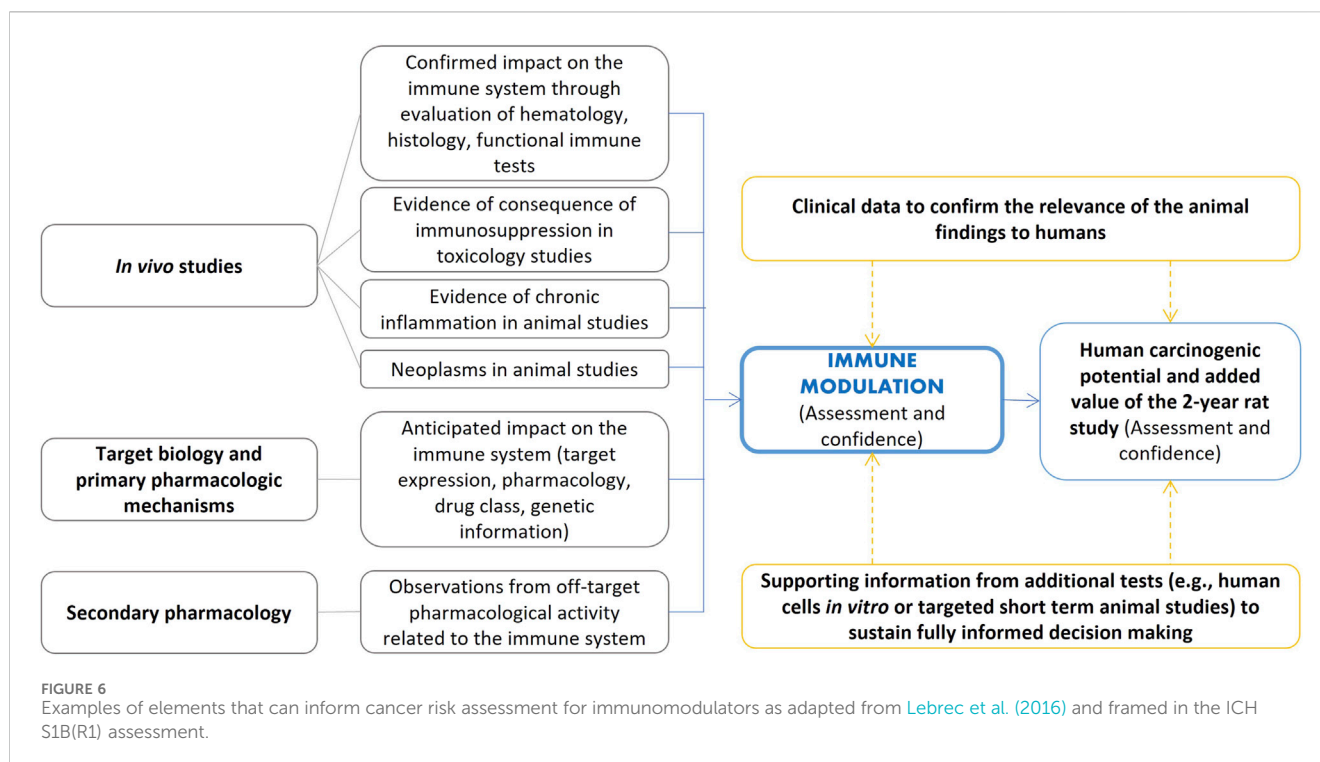 Confirmed impact on the
immune system through
evaluation of hematology,
histology, functional immune
tests
Evidence of consequence of
immunosuppression in
toxicology studies
In vivo studies
Evidence of chronic
inflammation in animal studies
Neoplasms in animal studies
Target biology and
primary pharmacologic
mechanisms
Anticipated impact on the
immune system (target
expression, pharmacology,
drug class, genetic
information)
Secondary pharmacology
Observations from off-target
pharmacological activity
related to the immune system
Clinical data to confirm the relevance of the animal
findings to humans
IMMUNE
MODULATION
(Assessment and
confidence)
Human carcinogenic
potential and added
value of the 2-year rat
study (Assessment and
confidence)
Supporting information from additional tests (e.g., human
cells in vitro or targeted short term animal studies) to
sustain fully informed decision making
FIGURE 6
Examples of elements that can inform cancer risk assessment for immunomodulators as adapted from Lebrec et al. (2016) and framed in the ICH
S1B(R1) assessment.